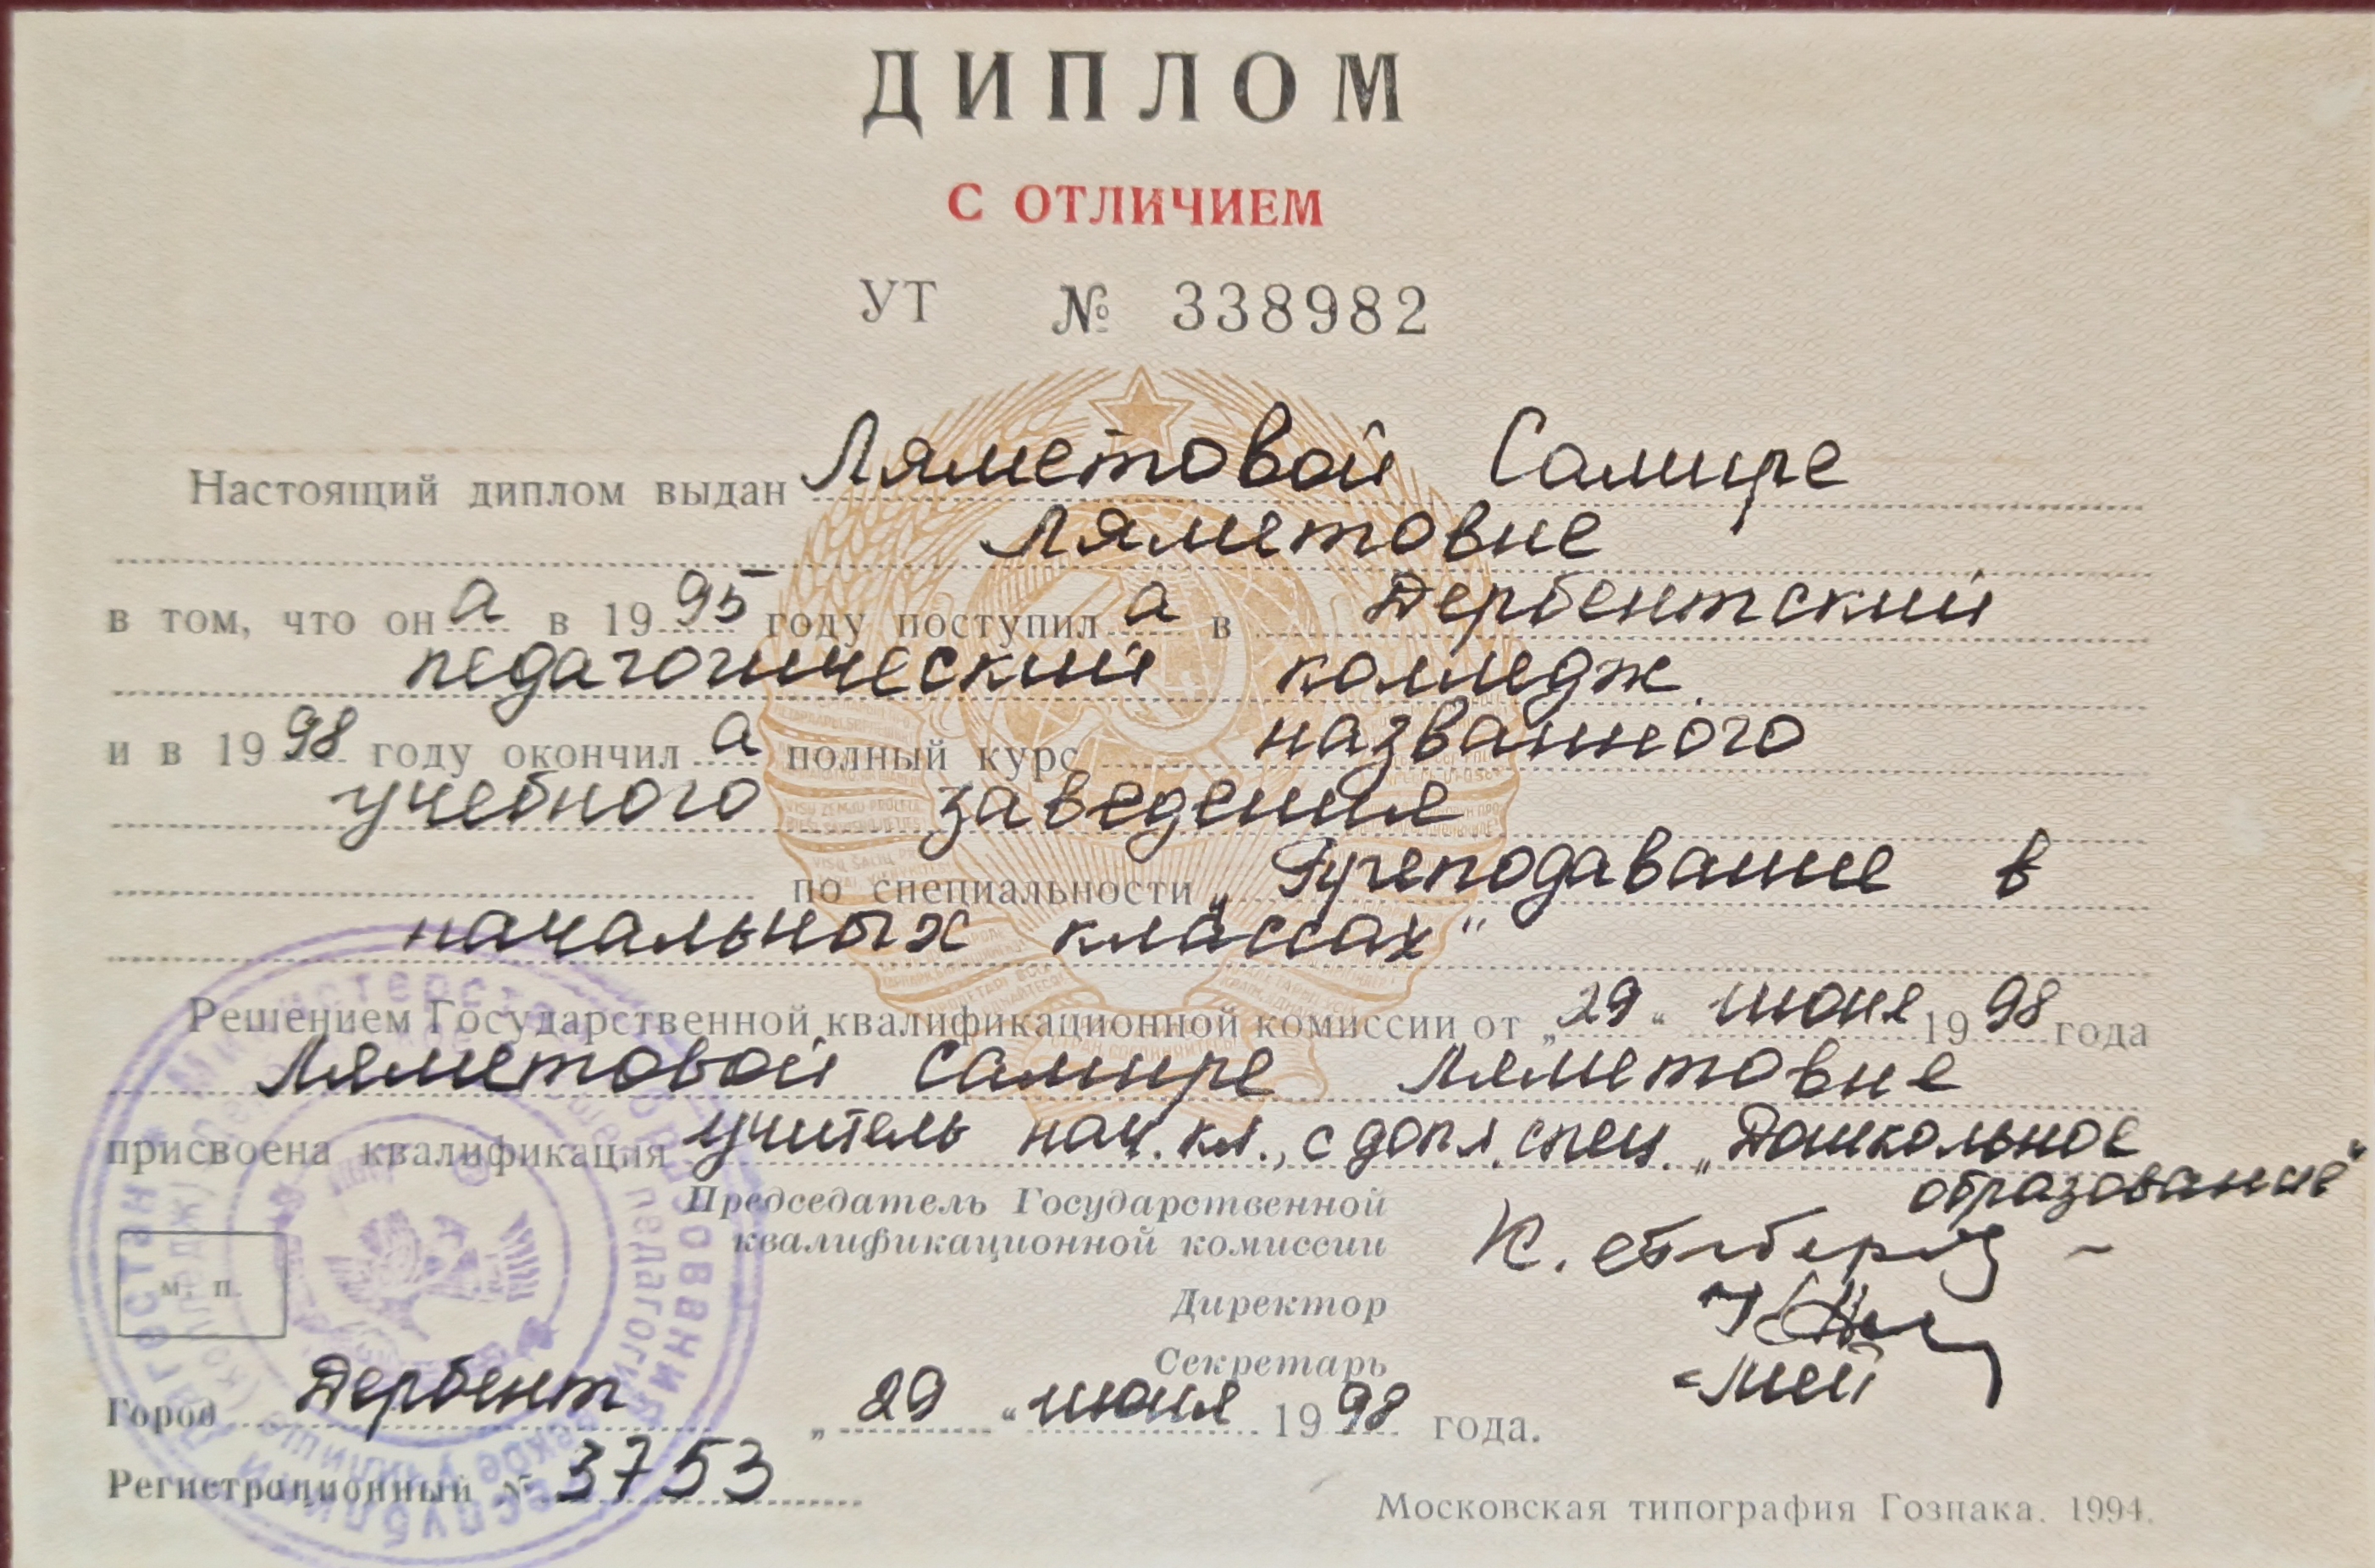 ДИПЛОМ
С ОТЛИЧИЕМ
УТ № 338982
Настоящий диплом выдан Ляметовой Самире
Ляметовне
в том, что она в 1995 году поступила в Дербентский
педагогический колледж
и в 1998 году окончила полный курс названного
учебного заведения
по специальности „Преподавание в
начальных классах"
Решением Государственной квалификационной комиссии от „29" июня 1998 года
Ляметовой Самире Ляметовне
присвоена квалификация учитель нач. кл., с доп. спец. „Дошкольное
образование"
Председатель Государственной
квалификационной комиссии
Директор
Секретарь
м. п.
Город Дербент „29" июня 1998 года.
Регистрационный № 3753
Московская типография Гознака. 1994.